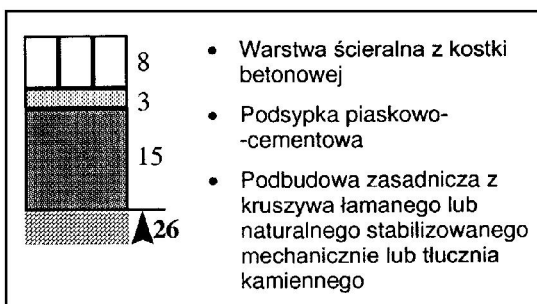 8
3
15
26
• Warstwa ścieralna z kostki
betonowej
• Podsypka piaskowo-
-cementowa
• Podbudowa zasadnicza z
kruszywa łamanego lub
naturalnego stabilizowanego
mechanicznie lub tłucznia
kamiennego